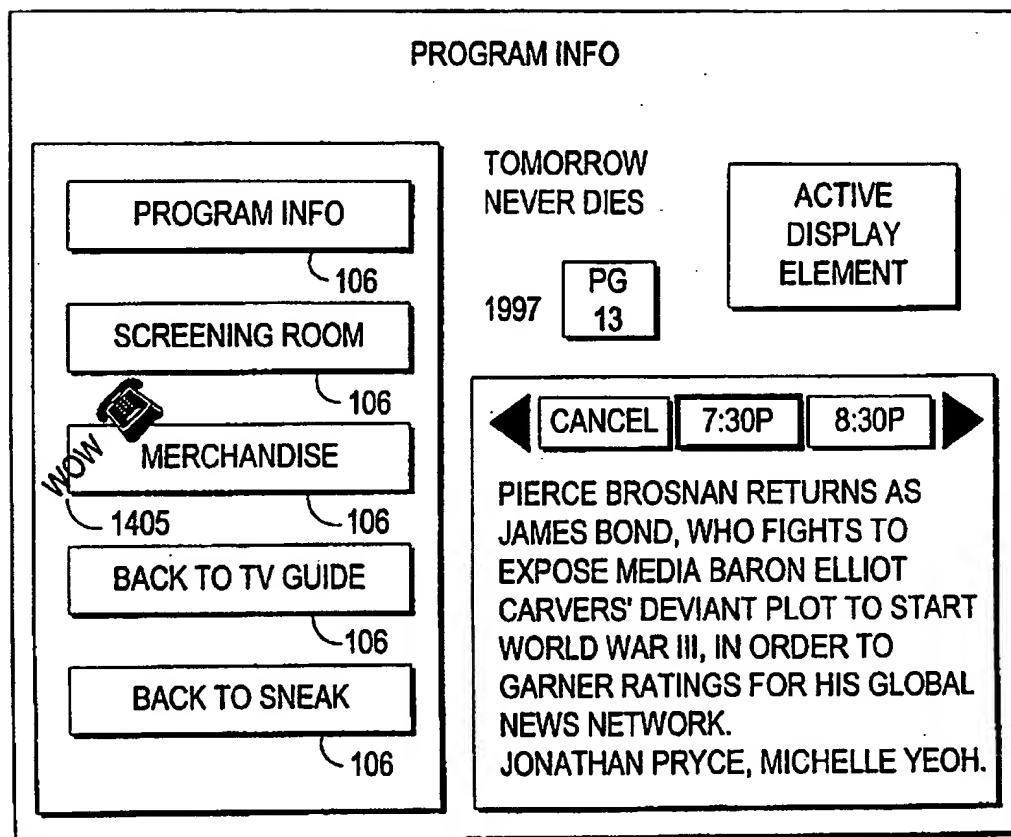 PROGRAM INFO
PROGRAM INFO
106
SCREENING ROOM
106
WOW
MERCHANDISE
1405
106
BACK TO TV GUIDE
106
BACK TO SNEAK
106
TOMORROW
NEVER DIES
1997
PG
13
ACTIVE
DISPLAY
ELEMENT
CANCEL
7:30P
8:30P
PIERCE BROSNAN RETURNS AS
JAMES BOND, WHO FIGHTS TO
EXPOSE MEDIA BARON ELLIOT
CARVERS' DEVIANT PLOT TO START
WORLD WAR III, IN ORDER TO
GARNER RATINGS FOR HIS GLOBAL
NEWS NETWORK.
JONATHAN PRYCE, MICHELLE YEOH.